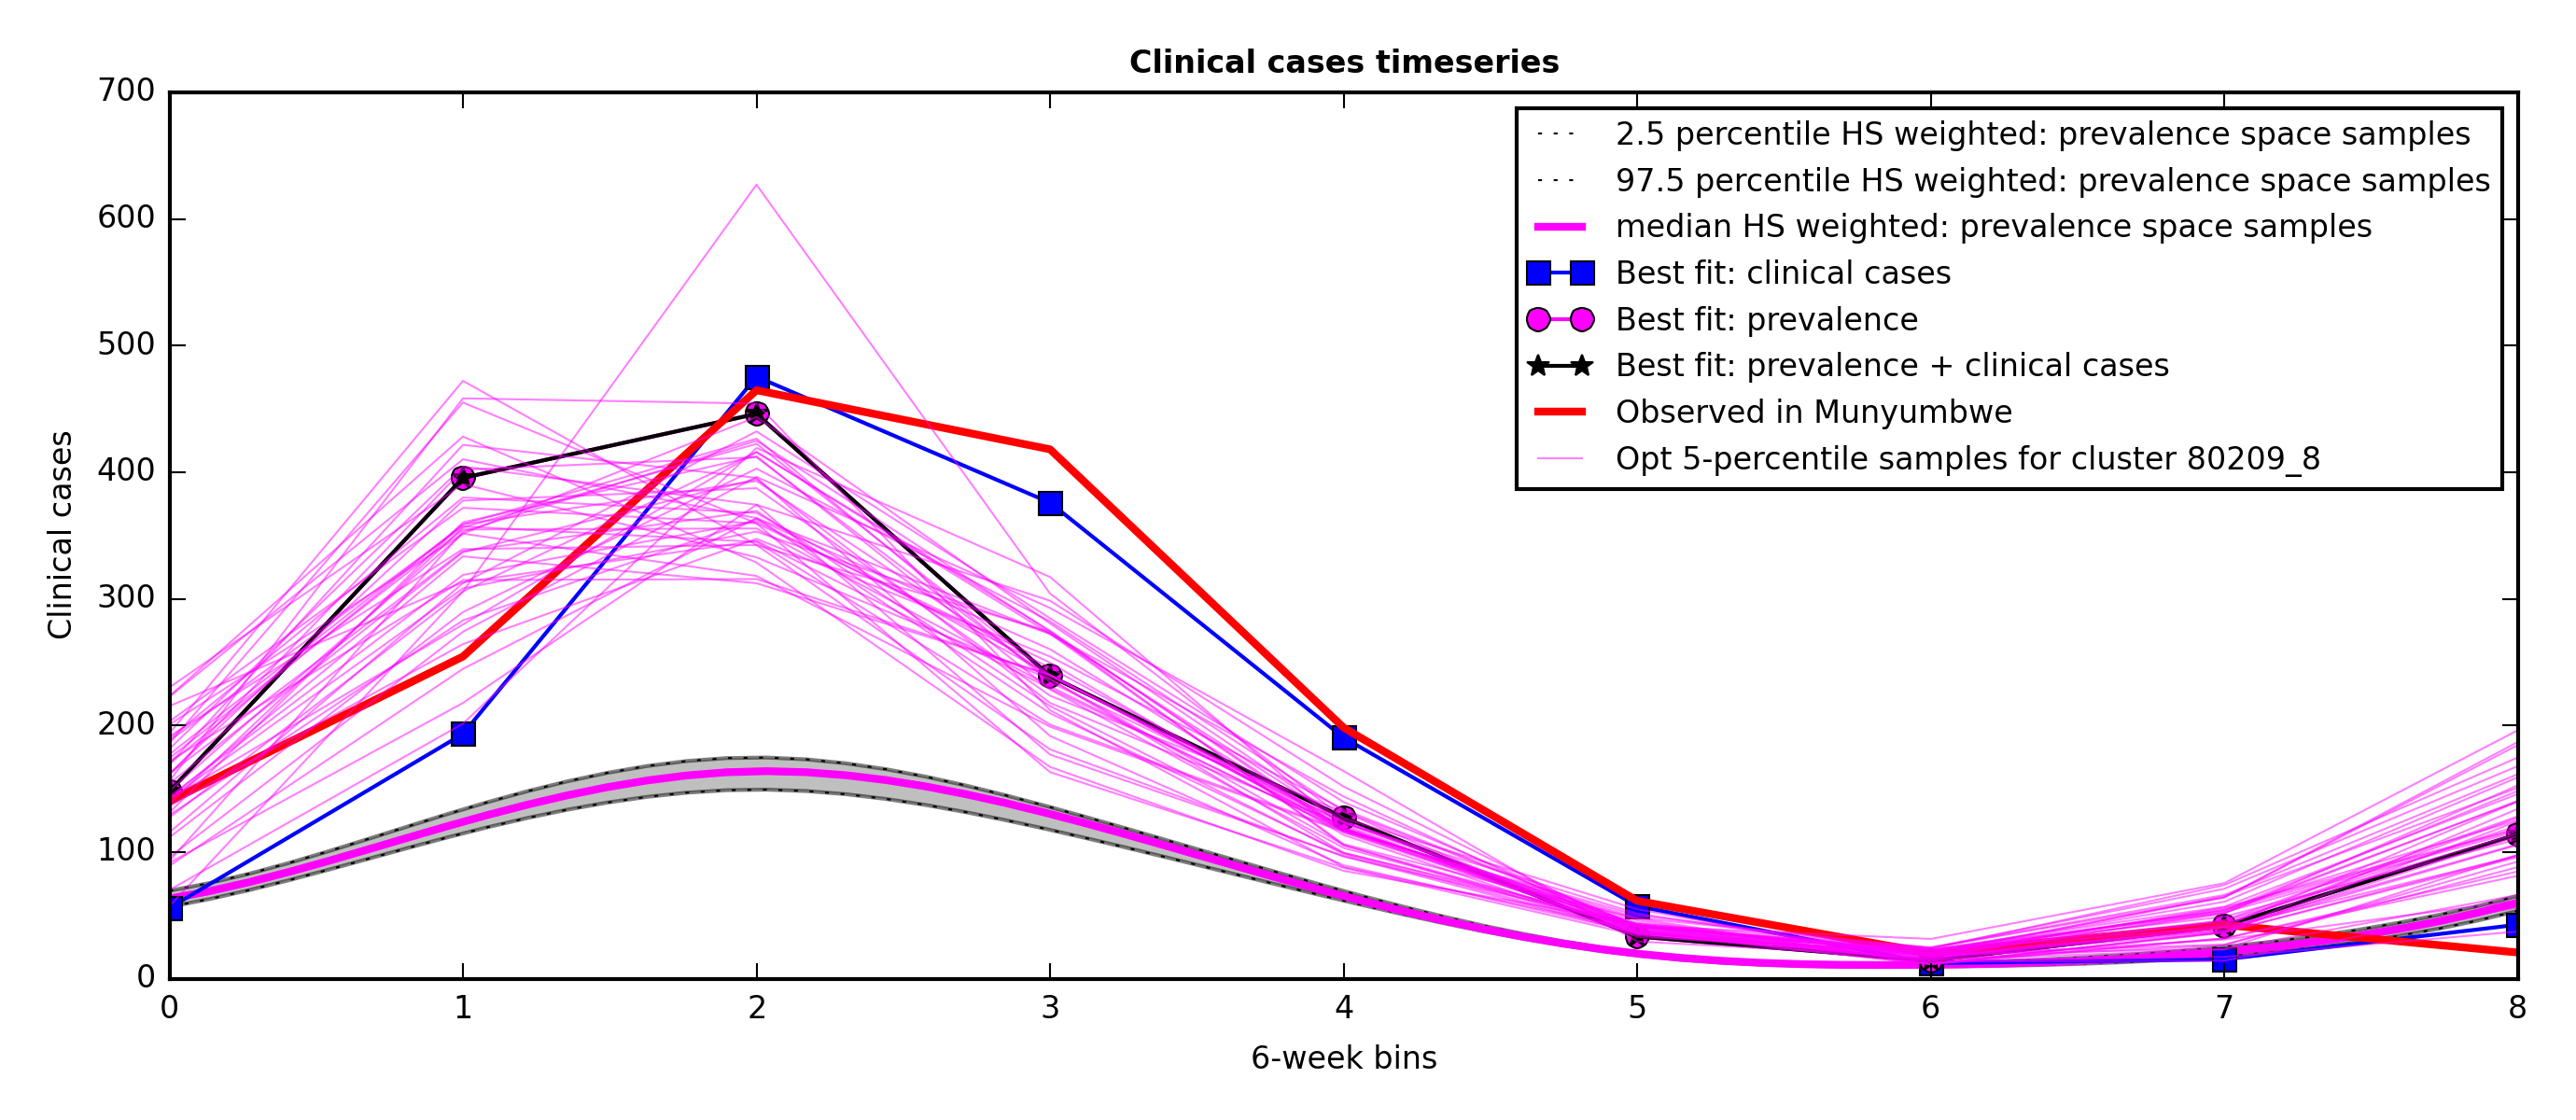 Clinical cases timeseries
700
600
500
400
300
200
100
0
Clinical cases
2.5 percentile HS weighted: prevalence space samples
97.5 percentile HS weighted: prevalence space samples
median HS weighted: prevalence space samples
Best fit: clinical cases
Best fit: prevalence
Best fit: prevalence + clinical cases
Observed in Munyumbwe
Opt 5-percentile samples for cluster 80209_8
0 1 2 3 4 5 6 7 8
6-week bins